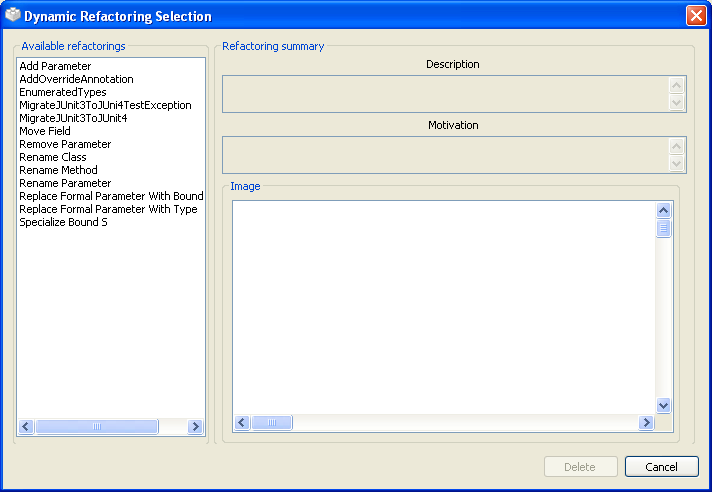 Dynamic Refactoring Selection
Available refactorings
Add Parameter
AddOverrideAnnotation
EnumeratedTypes
MigrateJUnit3ToJUni4TestException
MigrateJUnit3ToJUnit4
Move Field
Remove Parameter
Rename Class
Rename Method
Rename Parameter
Replace Formal Parameter With Bound
Replace Formal Parameter With Type
Specialize Bound S
Refactoring summary
Description
Motivation
Image
Delete
Cancel